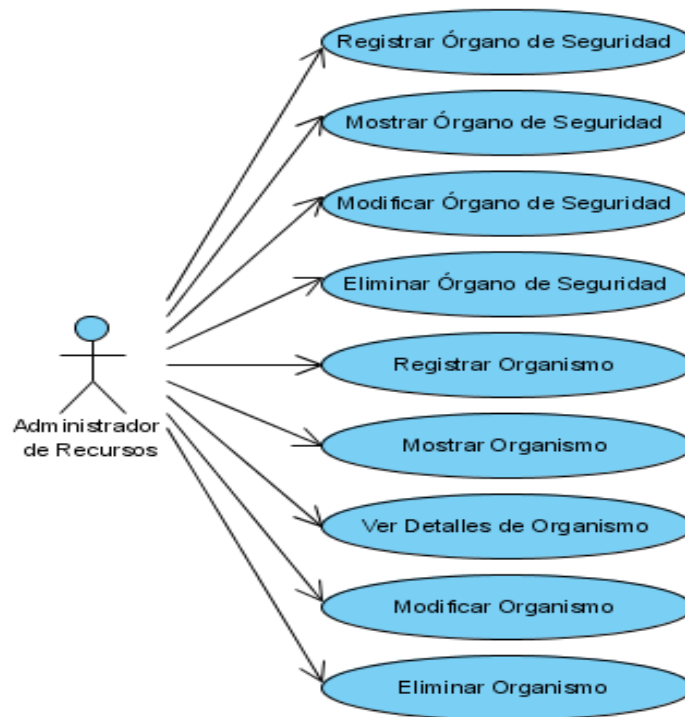 Registrar Órgano de Seguridad
Mostrar Órgano de Seguridad
Modificar Órgano de Seguridad
Eliminar Órgano de Seguridad
Registrar Organismo
Administrador
de Recursos
Mostrar Organismo
Ver Detalles de Organismo
Modificar Organismo
Eliminar Organismo